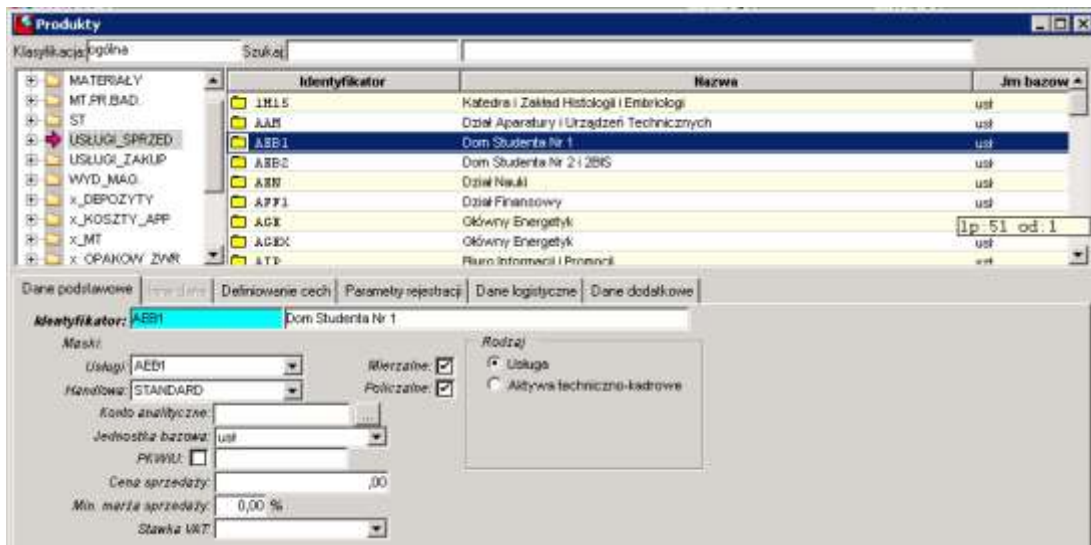 Produkty
Klasyfikacja: ogólna Szukaj:
MATERIAŁY
MT.PR.BAD.
ST
USŁUGI_SPRZED
USŁUGI_ZAKUP
WYD_MAG.
x_DEPOZYTY
x_KOSZTY_APP
x_MT
x_OPAKOW_ZWR
Identyfikator Nazwa Jm bazow
1M15 Katedra i Zakład Histologii i Embriologi usł
AAM Dział Aparatury i Urządzeń Technicznych usł
AEB1 Dom Studenta Nr 1 usł
AEB2 Dom Studenta Nr 2 i 2BIS usł
AEN Dział Nauki usł
AFF1 Dział Finansowy usł
AGE Główny Energetyk
AGEX Główny Energetyk usł
AIP Biuro Informacji i Promocji usł
lp:51 od:1
Dane podstawowe Inne dane Definiowanie cech Parametry rejestracji Dane logistyczne Dane dodatkowe
Identyfikator: AEB1 Dom Studenta Nr 1
Maski:
Usługi: AEB1 Mierzalne:
Handlowa: STANDARD Policzalne:
Konto analityczne: ...
Jednostka bazowa: usł
PKWIU:
Cena sprzedaży: ,00
Min. marża sprzedaży: 0,00 %
Stawka VAT:
Rodzaj
Usługa
Aktywa techniczno-kadrowe